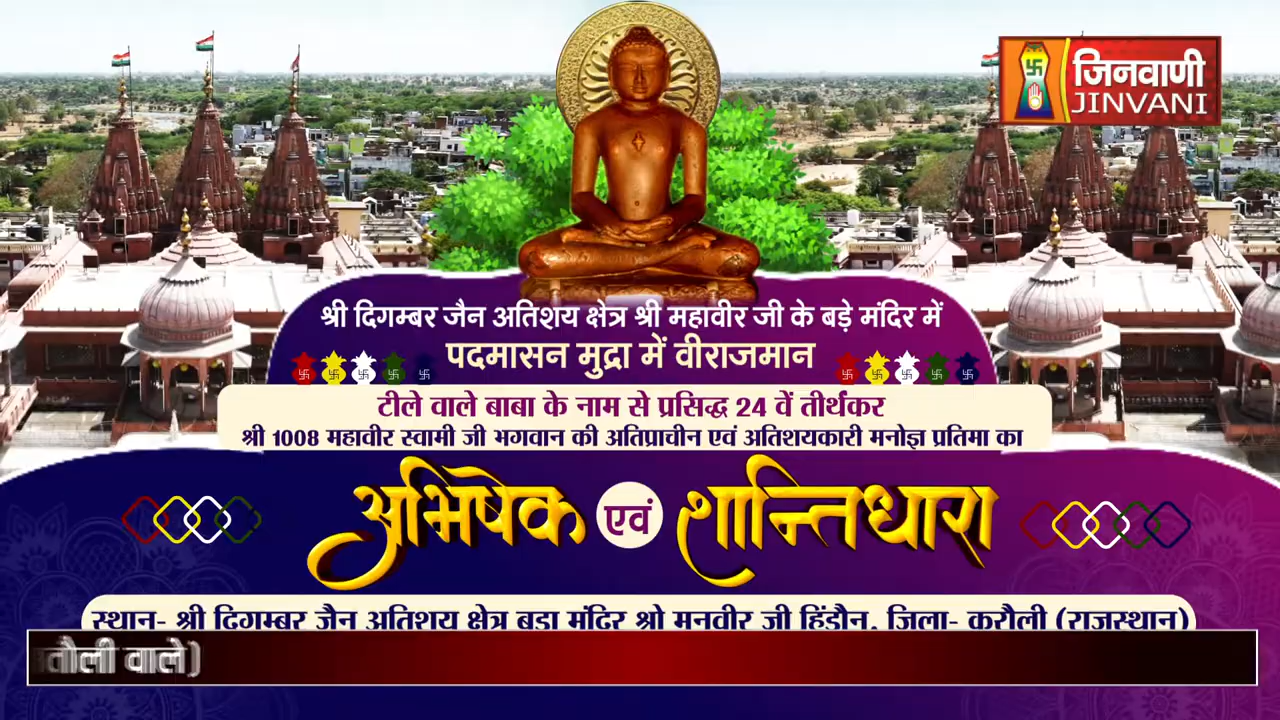 जिनवाणी
JINVANI
श्री दिगम्बर जैन अतिशय क्षेत्र श्री महावीर जी के बड़े मंदिर में
पदमासन मुद्रा में वीराजमान
टीले वाले बाबा के नाम से प्रसिद्ध 24 वें तीर्थंकर
श्री 1008 महावीर स्वामी जी भगवान की अतिप्राचीन एवं अतिशयकारी मनोज्ञ प्रतिमा का
अभिषेक एवं शान्तिधारा
स्थान- श्री दिगम्बर जैन अतिशय क्षेत्र बड़ा मंदिर श्री जी हिंडौन, जिला- करौली (राजस्थान)
वाले)